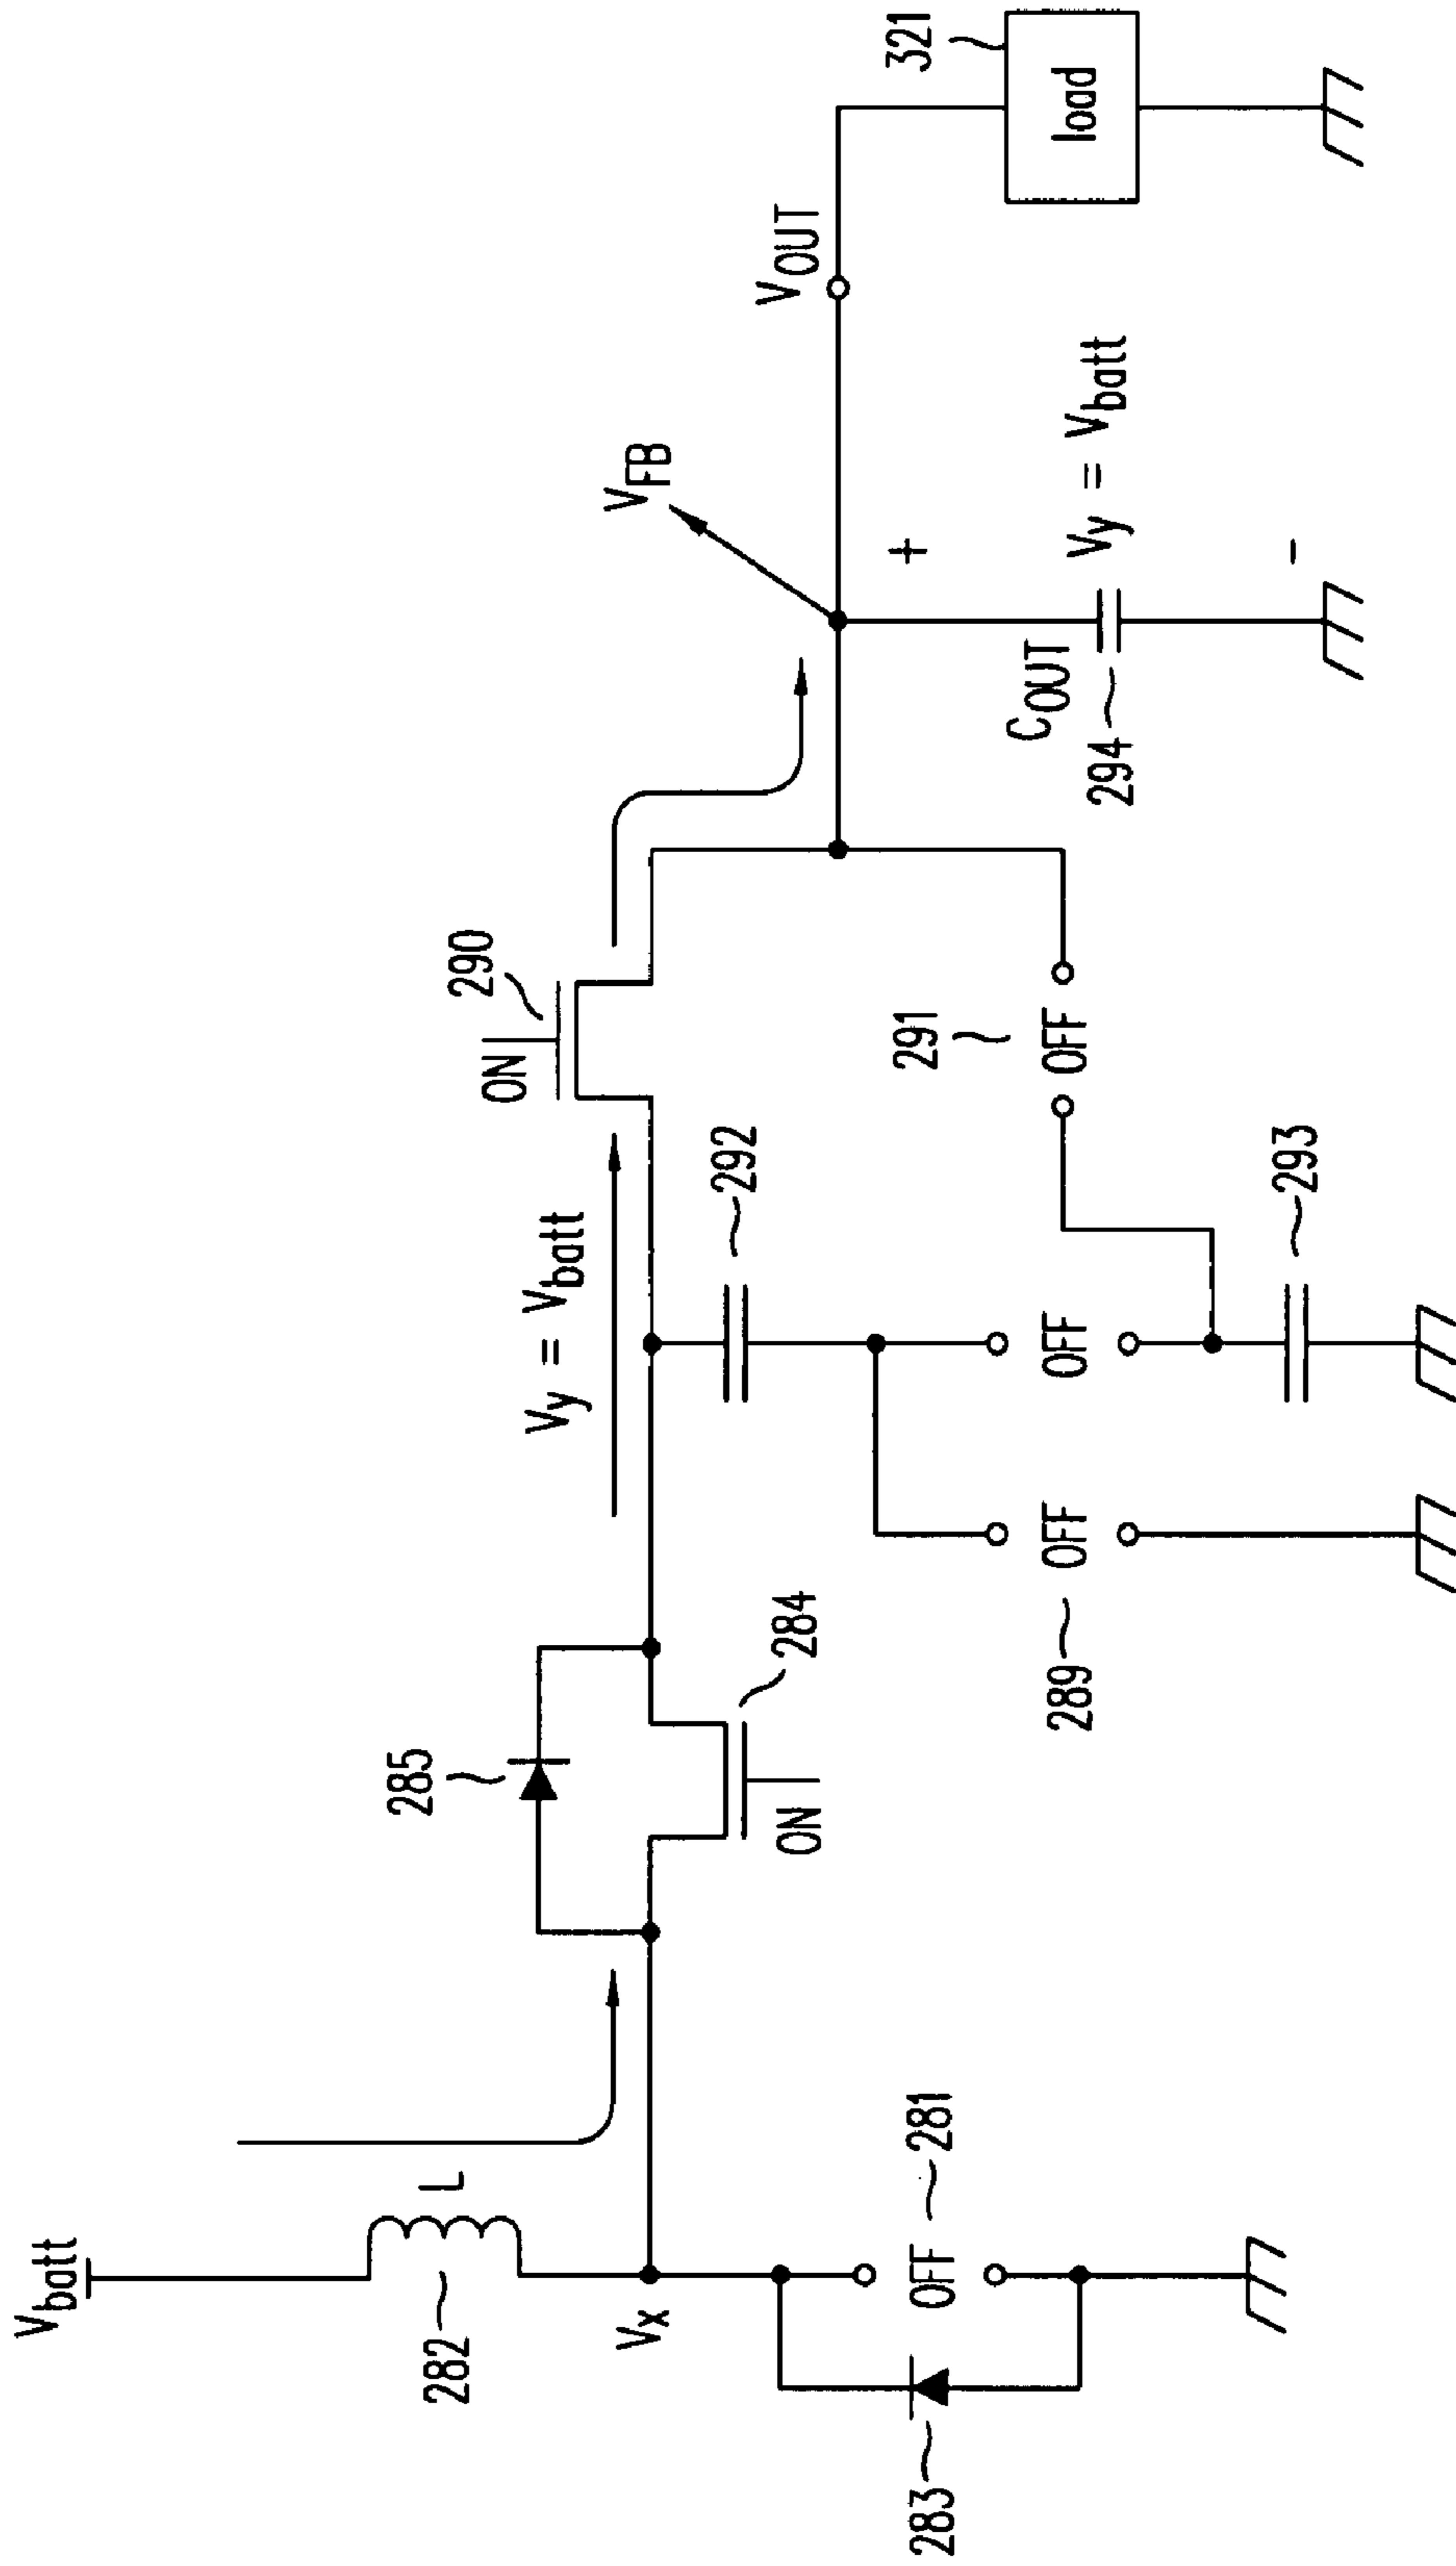 V_batt
L
282
V_x
OFF
281
283
285
284
ON
V_y = V_batt
ON
290
292
OFF
289
OFF
OFF
291
293
V_FB
V_OUT
C_OUT
294
+
V_y = V_batt
-
load
321